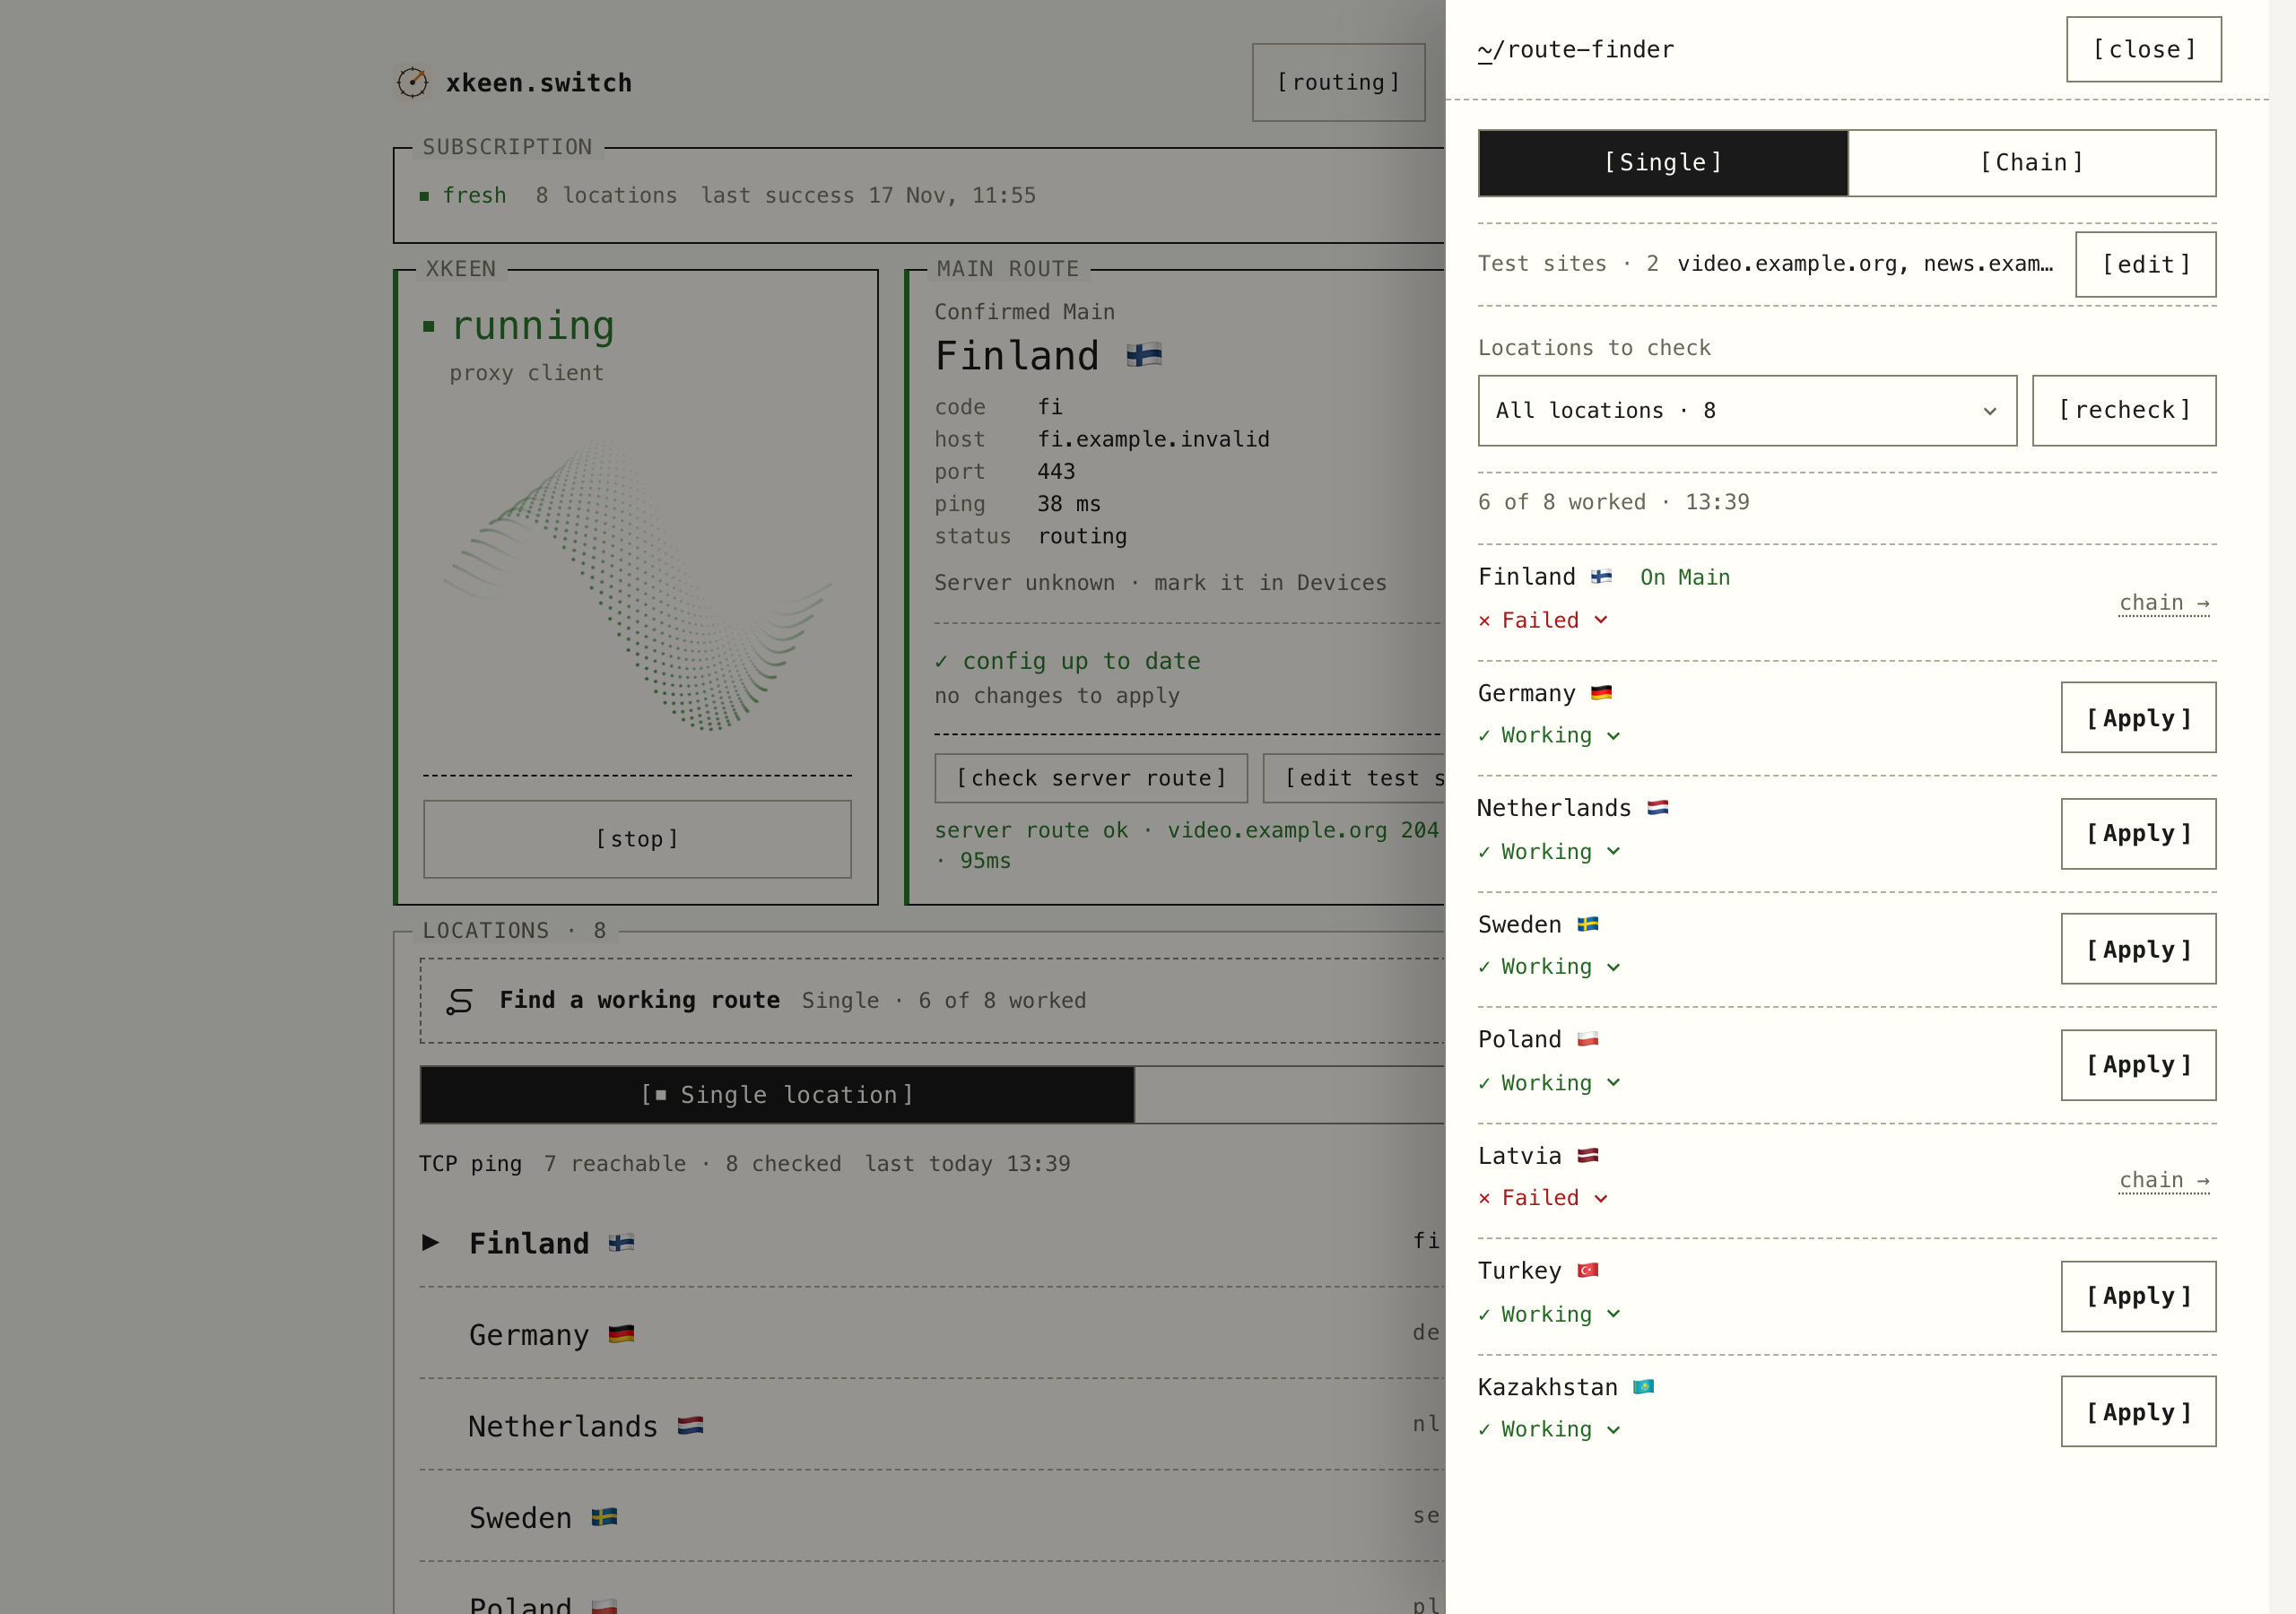 xkeen.switch
[routing]
SUBSCRIPTION
fresh 8 locations last success 17 Nov, 11:55
XKEEN
running
proxy client
[stop]
MAIN ROUTE
Confirmed Main
Finland
code fi
host fi.example.invalid
port 443
ping 38 ms
status routing
Server unknown · mark it in Devices
✓ config up to date
no changes to apply
[check server route] [edit test s
server route ok · video.example.org 204
· 95ms
LOCATIONS · 8
Find a working route Single · 6 of 8 worked
[■ Single location]
TCP ping 7 reachable · 8 checked last today 13:39
▶ Finland fi
Germany de
Netherlands nl
Sweden se
Poland pl
~/route-finder
[close]
[Single] [Chain]
Test sites · 2 video.example.org, news.exam… [edit]
Locations to check
All locations · 8 [recheck]
6 of 8 worked · 13:39
Finland On Main
× Failed
chain →
Germany
✓ Working
[Apply]
Netherlands
✓ Working
[Apply]
Sweden
✓ Working
[Apply]
Poland
✓ Working
[Apply]
Latvia
× Failed
chain →
Turkey
✓ Working
[Apply]
Kazakhstan
✓ Working
[Apply]